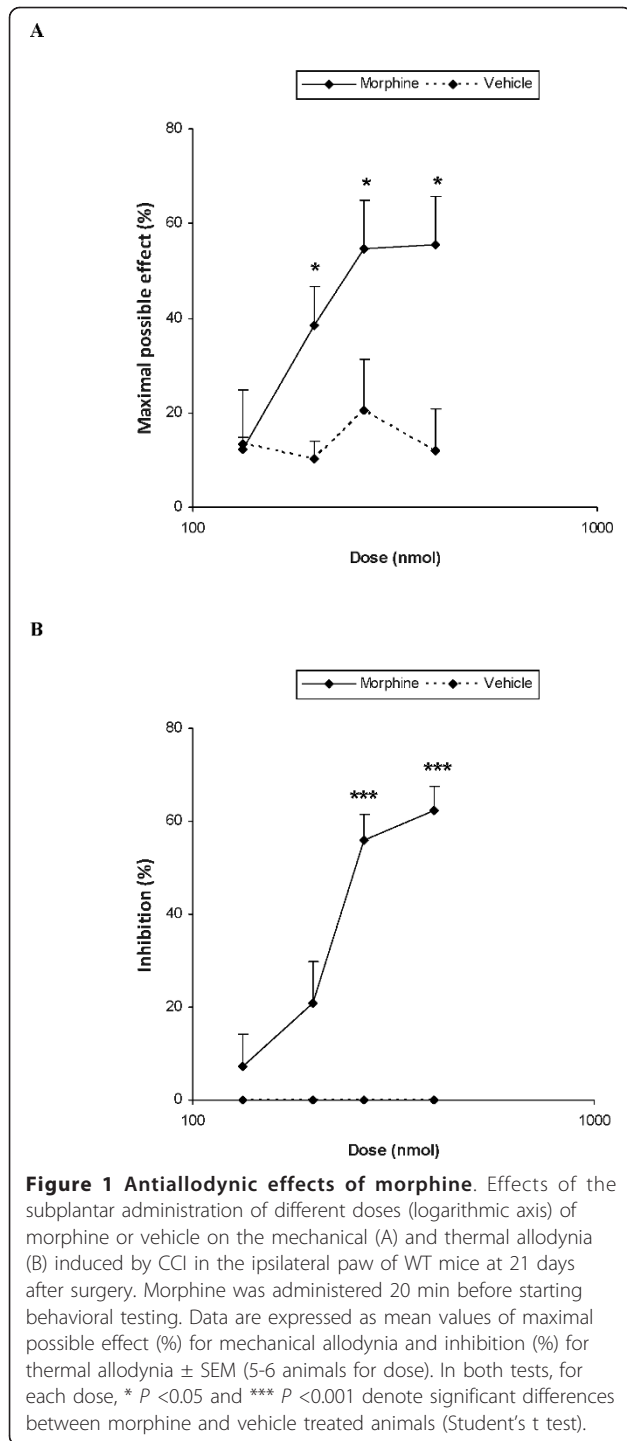 A
Morphine Vehicle
80
60
40
20
0
* * *
Maximal possible effect (%)
100 1000
Dose (nmol)
B
Morphine Vehicle
80
60
40
20
0
*** ***
Inhibition (%)
100 1000
Dose (nmol)
Figure 1 Antiallodynic effects of morphine. Effects of the
subplantar administration of different doses (logarithmic axis) of
morphine or vehicle on the mechanical (A) and thermal allodynia
(B) induced by CCI in the ipsilateral paw of WT mice at 21 days
after surgery. Morphine was administered 20 min before starting
behavioral testing. Data are expressed as mean values of maximal
possible effect (%) for mechanical allodynia and inhibition (%) for
thermal allodynia ± SEM (5-6 animals for dose). In both tests, for
each dose, * P <0.05 and *** P <0.001 denote significant differences
between morphine and vehicle treated animals (Student's t test).